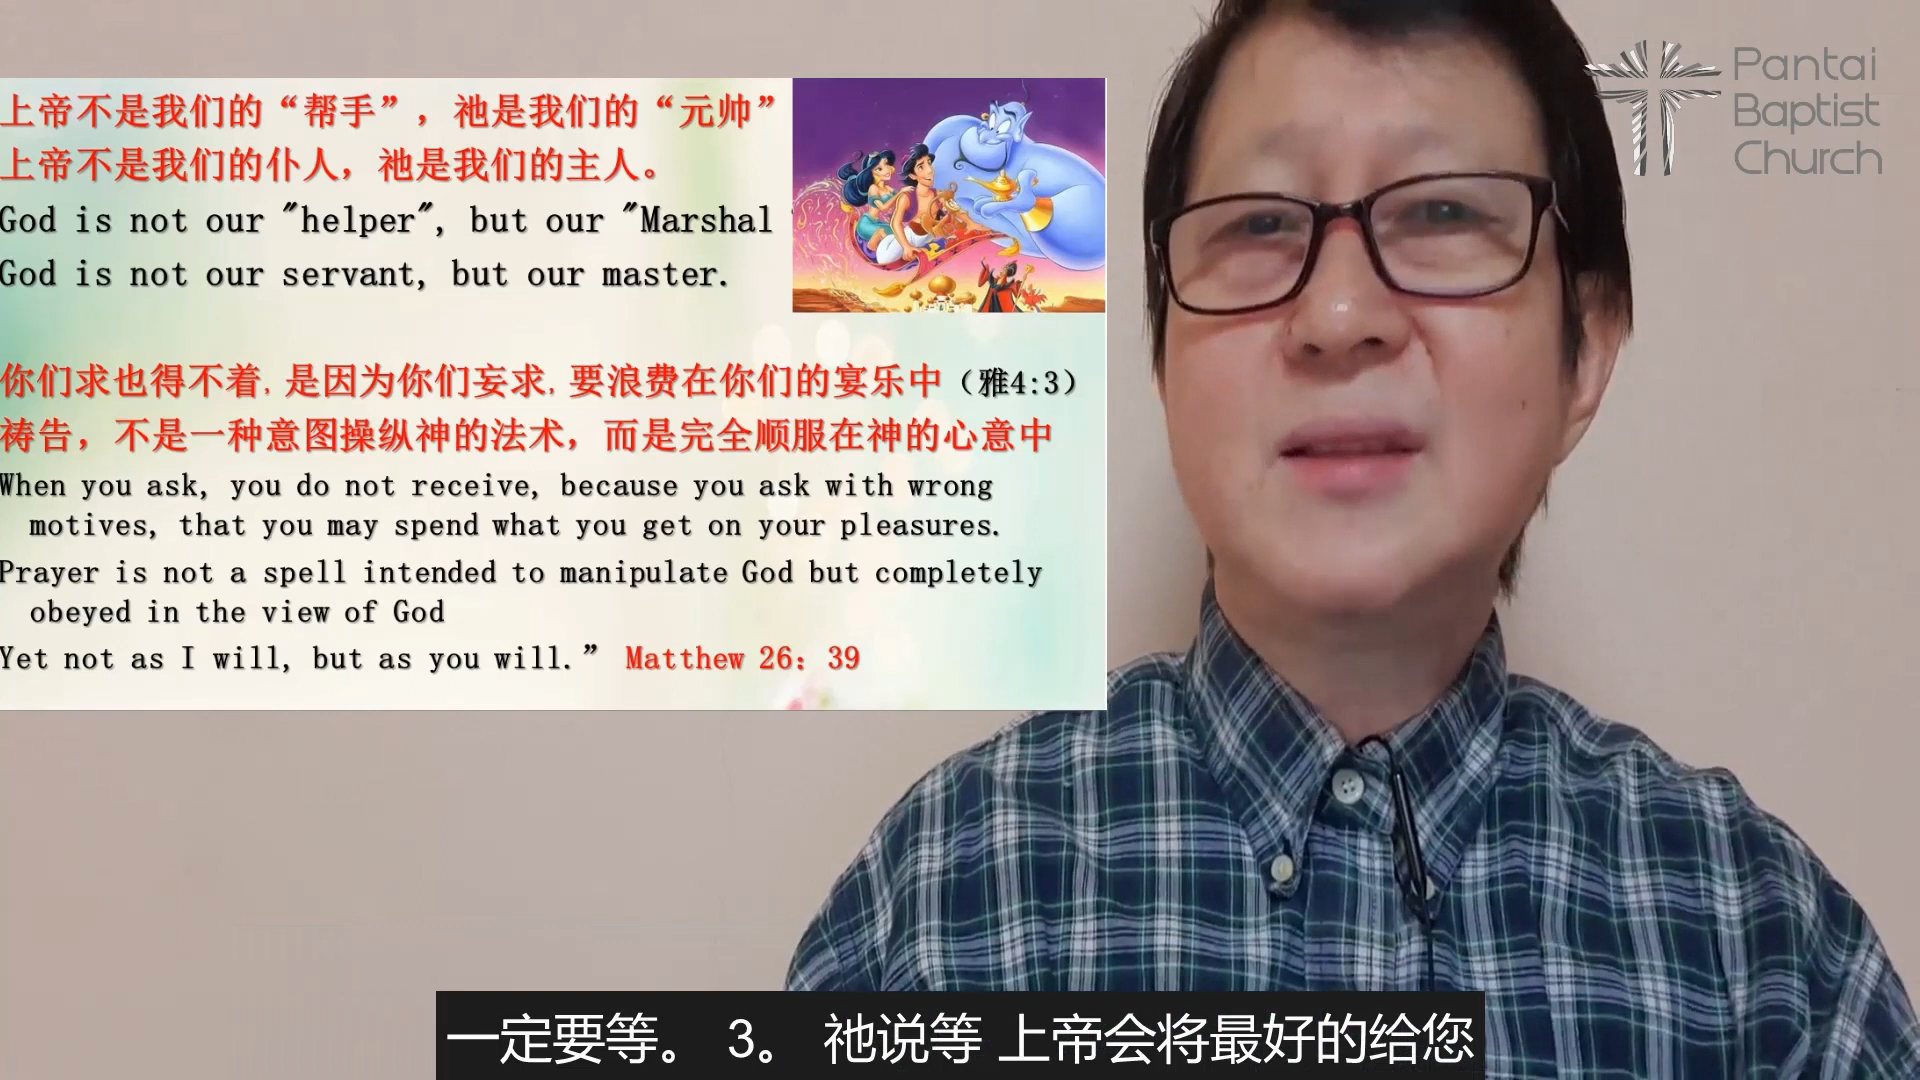 上帝不是我们的“帮手”，祂是我们的“元帅”
上帝不是我们的仆人，祂是我们的主人。
God is not our "helper", but our "Marshal
God is not our servant, but our master.
你们求也得不着, 是因为你们妄求, 要浪费在你们的宴乐中（雅4:3）
祷告，不是一种意图操纵神的法术，而是完全顺服在神的心意中
When you ask, you do not receive, because you ask with wrong
motives, that you may spend what you get on your pleasures.
Prayer is not a spell intended to manipulate God but completely
obeyed in the view of God
Yet not as I will, but as you will.” Matthew 26：39
Pantai
Baptist
Church
一定要等。 3。 祂说等 上帝会将最好的给您